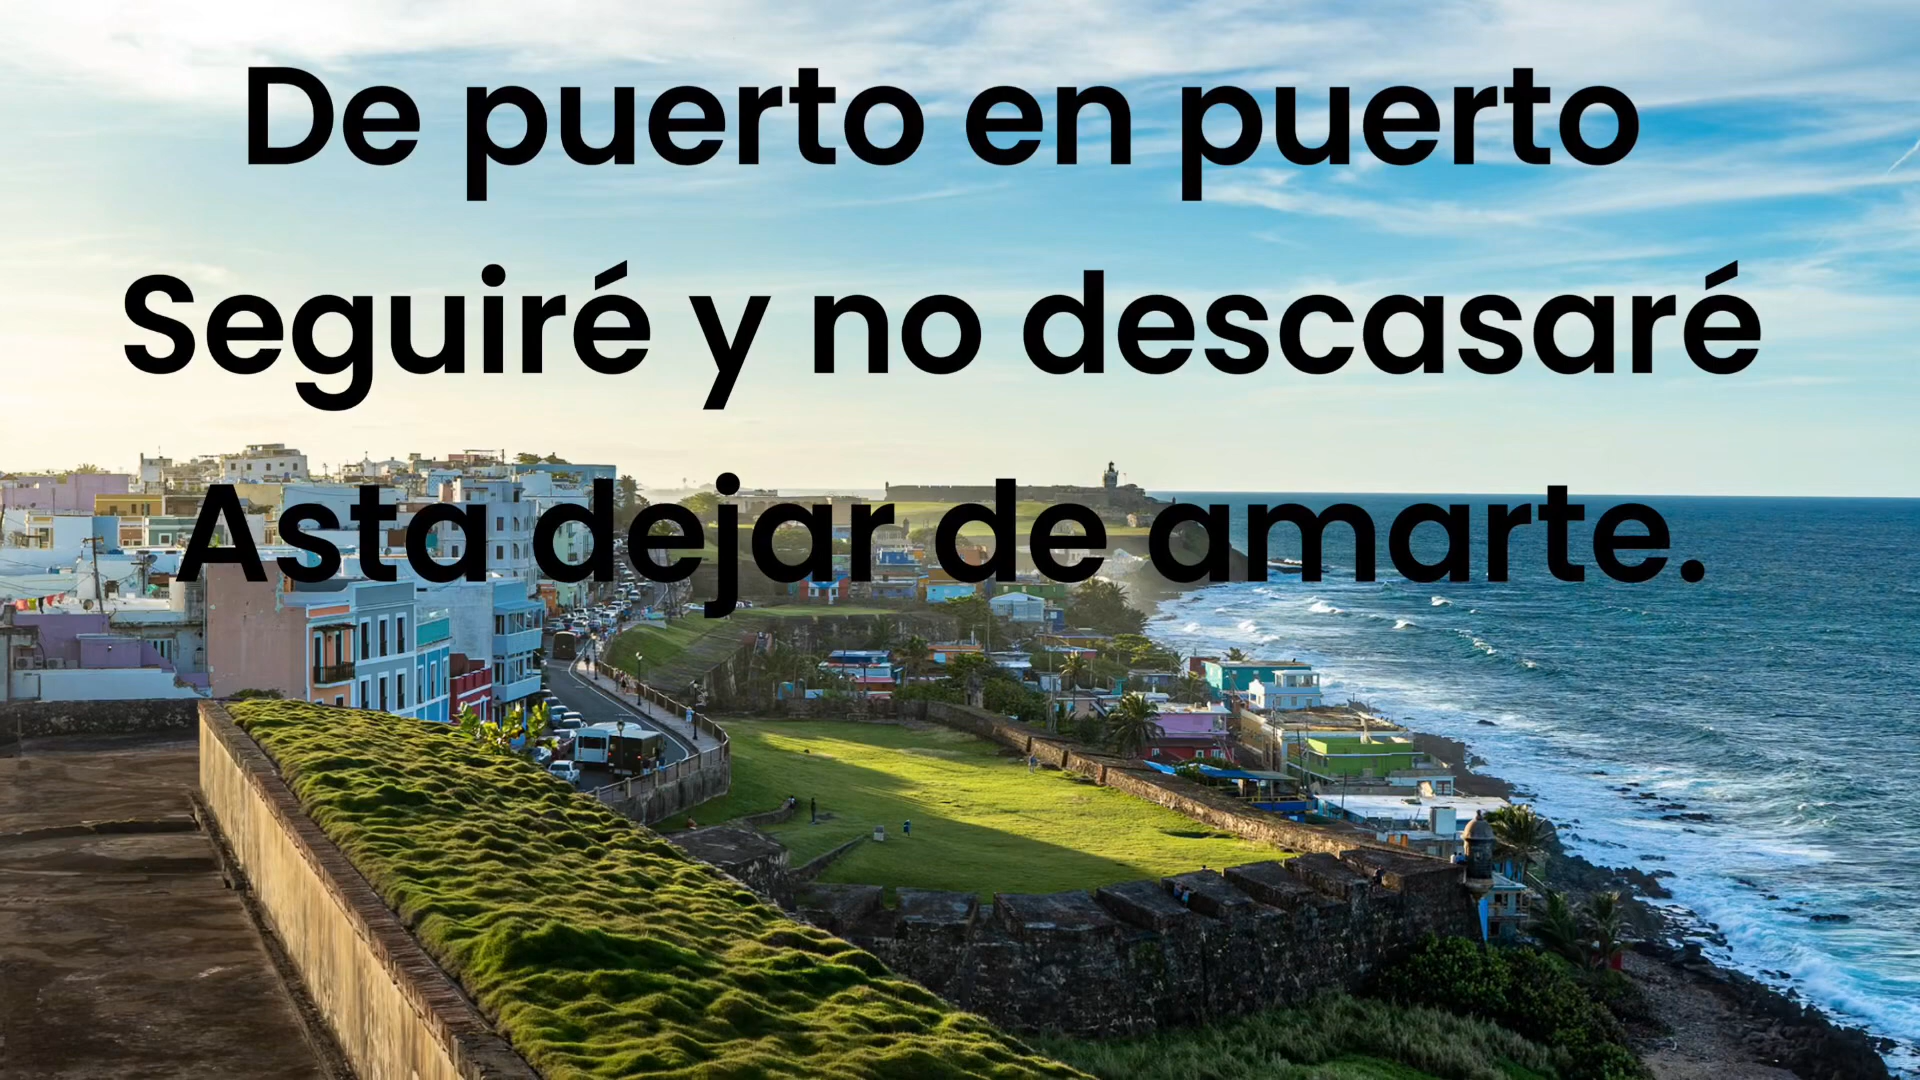 De puerto en puerto
Seguiré y no descasaré
Asta dejar de amarte.